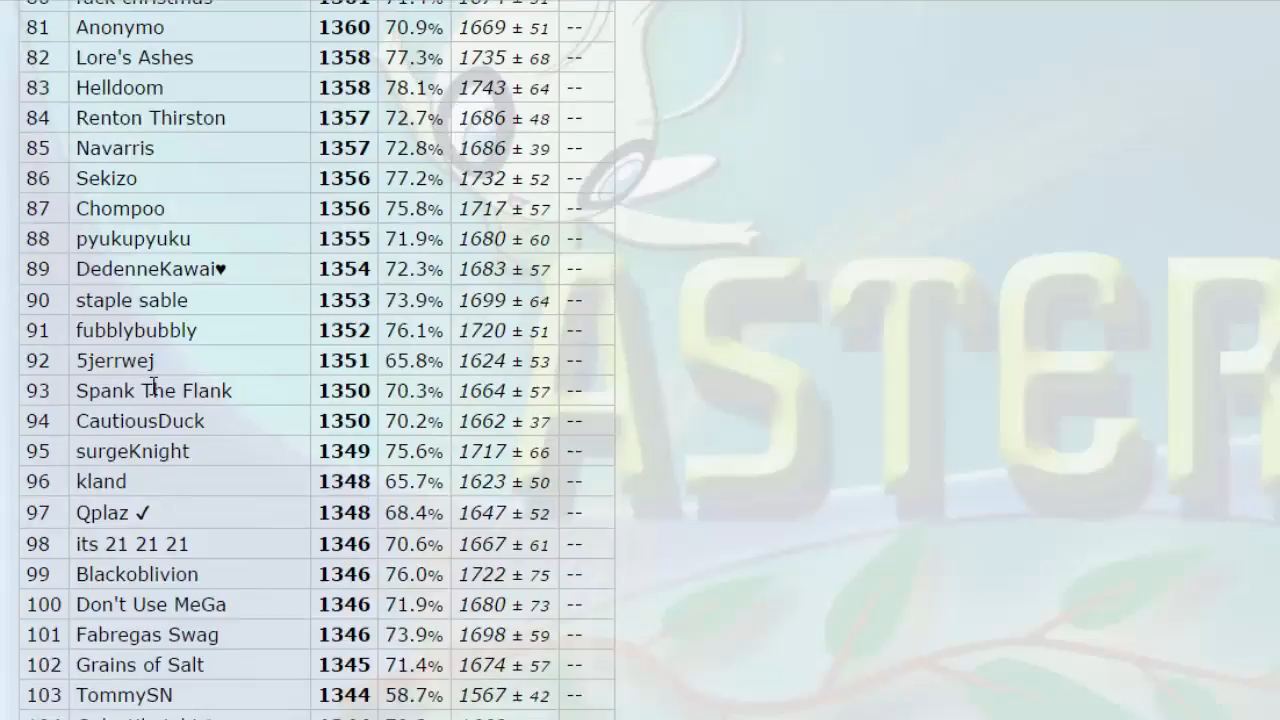 81 Anonymo 1360 70.9% 1669 ± 51 --
82 Lore's Ashes 1358 77.3% 1735 ± 68 --
83 Helldoom 1358 78.1% 1743 ± 64 --
84 Renton Thirston 1357 72.7% 1686 ± 48 --
85 Navarris 1357 72.8% 1686 ± 39 --
86 Sekizo 1356 77.2% 1732 ± 52 --
87 Chompoo 1356 75.8% 1717 ± 57 --
88 pyukupyuku 1355 71.9% 1680 ± 60 --
89 DedenneKawai♥ 1354 72.3% 1683 ± 57 --
90 staple sable 1353 73.9% 1699 ± 64 --
91 fubblybubbly 1352 76.1% 1720 ± 51 --
92 5jerrwej 1351 65.8% 1624 ± 53 --
93 Spank The Flank 1350 70.3% 1664 ± 57 --
94 CautiousDuck 1350 70.2% 1662 ± 37 --
95 surgeKnight 1349 75.6% 1717 ± 66 --
96 kland 1348 65.7% 1623 ± 50 --
97 Qplaz ✓ 1348 68.4% 1647 ± 52 --
98 its 21 21 21 1346 70.6% 1667 ± 61 --
99 Blackoblivion 1346 76.0% 1722 ± 75 --
100 Don't Use MeGa 1346 71.9% 1680 ± 73 --
101 Fabregas Swag 1346 73.9% 1698 ± 59 --
102 Grains of Salt 1345 71.4% 1674 ± 57 --
103 TommySN 1344 58.7% 1567 ± 42 --
ASTER